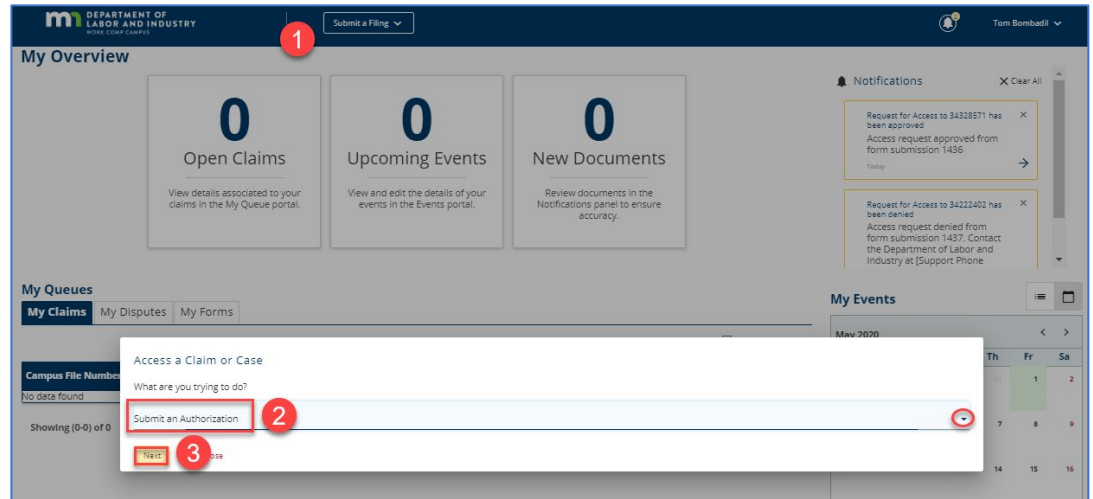 DEPARTMENT OF
LABOR AND INDUSTRY
WORK COMP CAMPUS
Submit a Filing
Tom Bombadil
1
My Overview
0
Open Claims
View details associated to your
claims in the My Queue portal.
0
Upcoming Events
View and edit the details of your
events in the Events portal.
0
New Documents
Review documents in the
Notifications panel to ensure
accuracy.
Notifications
Clear All
Request for Access to 34328571 has
been approved
Access request approved from
form submission 1436
Today
Request for Access to 34222402 has
been denied
Access request denied from
form submission 1437. Contact
the Department of Labor and
Industry at [Support Phone
My Queues
My Claims My Disputes My Forms
My Events
May 2020
Th Fr Sa
1 2
7 8 9
14 15 16
Campus File Number
No data found
Showing (0-0) of 0
Access a Claim or Case
What are you trying to do?
Submit an Authorization
2
Next
3
ose